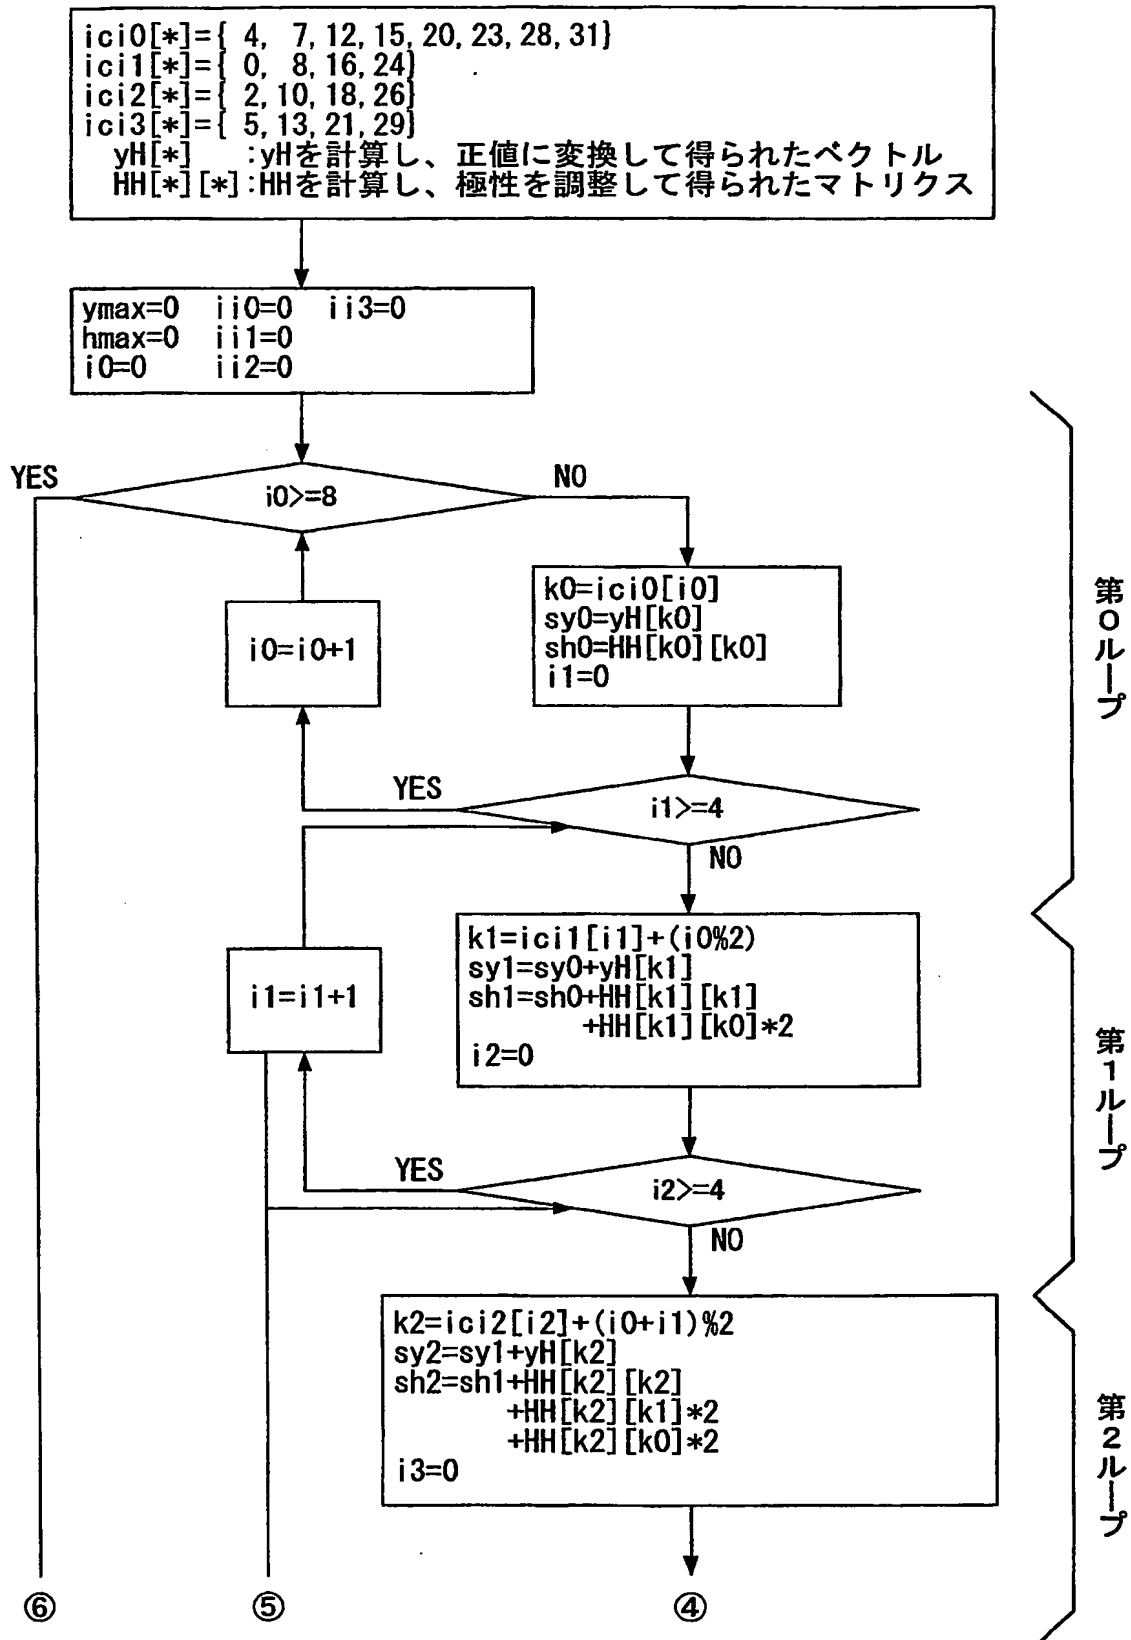 ici0[*]={ 4, 7, 12, 15, 20, 23, 28, 31}
ici1[*]={ 0, 8, 16, 24}
ici2[*]={ 2, 10, 18, 26}
ici3[*]={ 5, 13, 21, 29}
yH[*] :yHを計算し、正値に変換して得られたベクトル
HH[*][*]:HHを計算し、極性を調整して得られたマトリクス
ymax=0 ii0=0 ii3=0
hmax=0 ii1=0
i0=0 ii2=0
YES
i0>=8
NO
k0=ici0[i0]
sy0=yH[k0]
sh0=HH[k0][k0]
i1=0
i0=i0+1
第0ループ
YES
i1>=4
NO
k1=ici1[i1]+(i0%2)
sy1=sy0+yH[k1]
sh1=sh0+HH[k1][k1]
+HH[k1][k0]*2
i2=0
i1=i1+1
第1ループ
YES
i2>=4
NO
k2=ici2[i2]+(i0+i1)%2
sy2=sy1+yH[k2]
sh2=sh1+HH[k2][k2]
+HH[k2][k1]*2
+HH[k2][k0]*2
i3=0
第2ループ
⑥ ⑤ ④